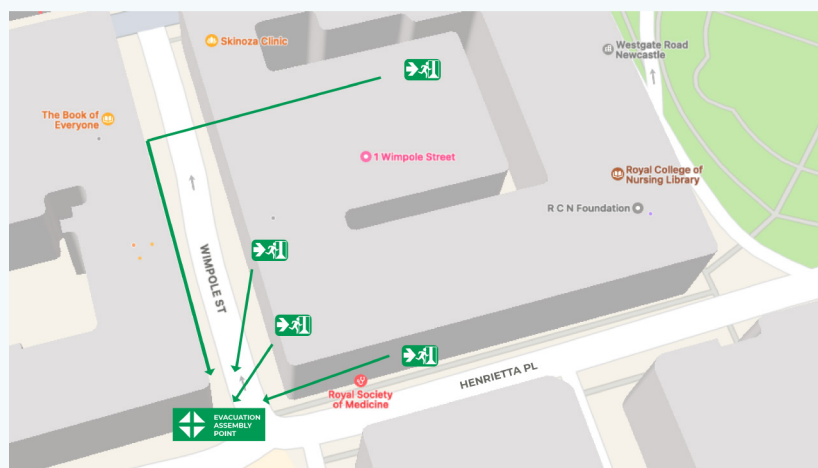 Skinoza Clinic
Westgate Road
Newcastle
The Book of
Everyone
1 Wimpole Street
Royal College of
Nursing Library
R C N Foundation
WIMPOLE ST
HENRIETTA PL
Royal Society
of Medicine
EVACUATION
ASSEMBLY
POINT